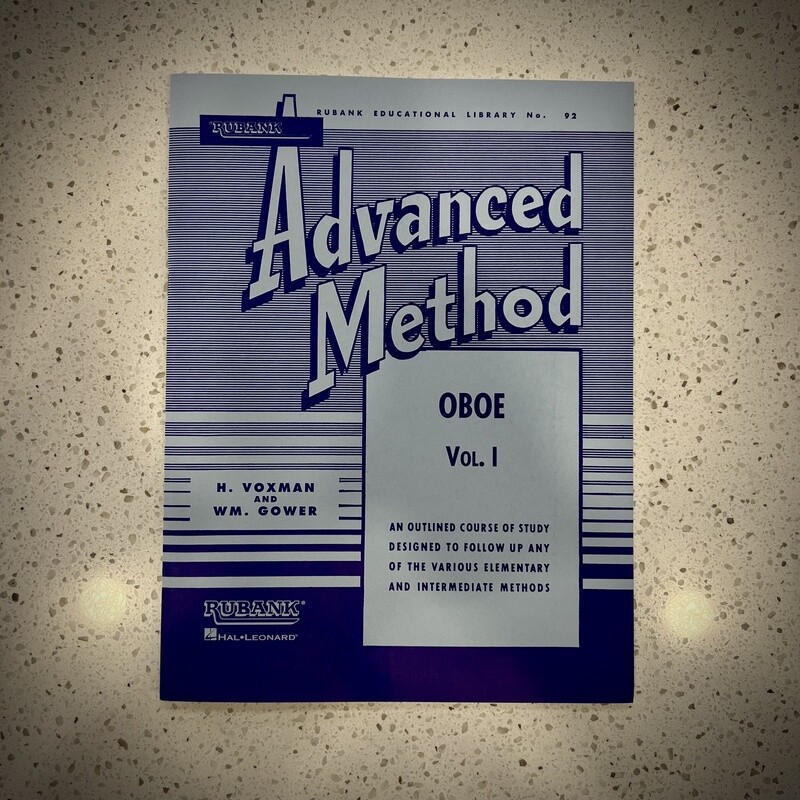 RUBANK EDUCATIONAL LIBRARY No. 92
RUBANK
Advanced
Method
OBOE
VOL. I
H. VOXMAN
AND
WM. GOWER
AN OUTLINED COURSE OF STUDY
DESIGNED TO FOLLOW UP ANY
OF THE VARIOUS ELEMENTARY
AND INTERMEDIATE METHODS
RUBANK®
HAL•LEONARD®